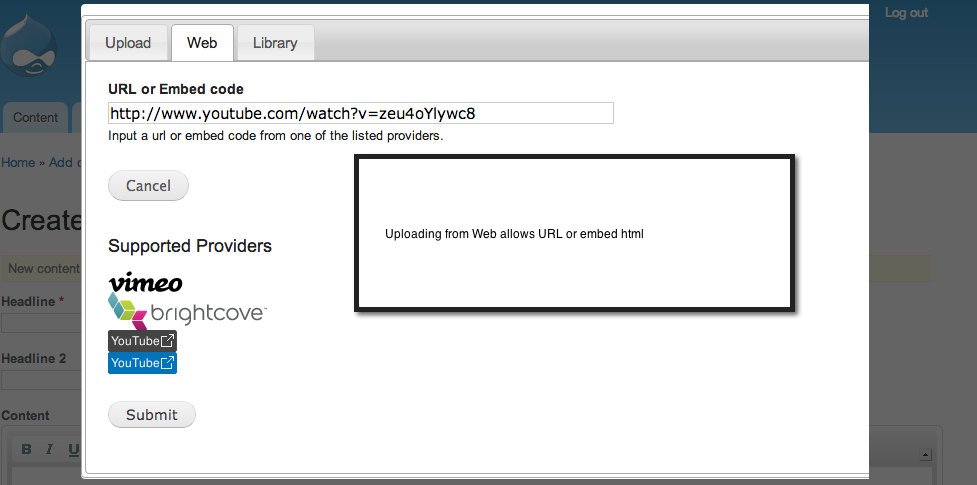 Log out
Upload
Web
Library
URL or Embed code
http://www.youtube.com/watch?v=zeu4oYlywc8
Input a url or embed code from one of the listed providers.
Content
Home » Add
Cancel
Uploading from Web allows URL or embed html
Create
Supported Providers
New content
vimeo
Headline *
brightcove
YouTube
YouTube
Headline 2
Content
Submit
B I U